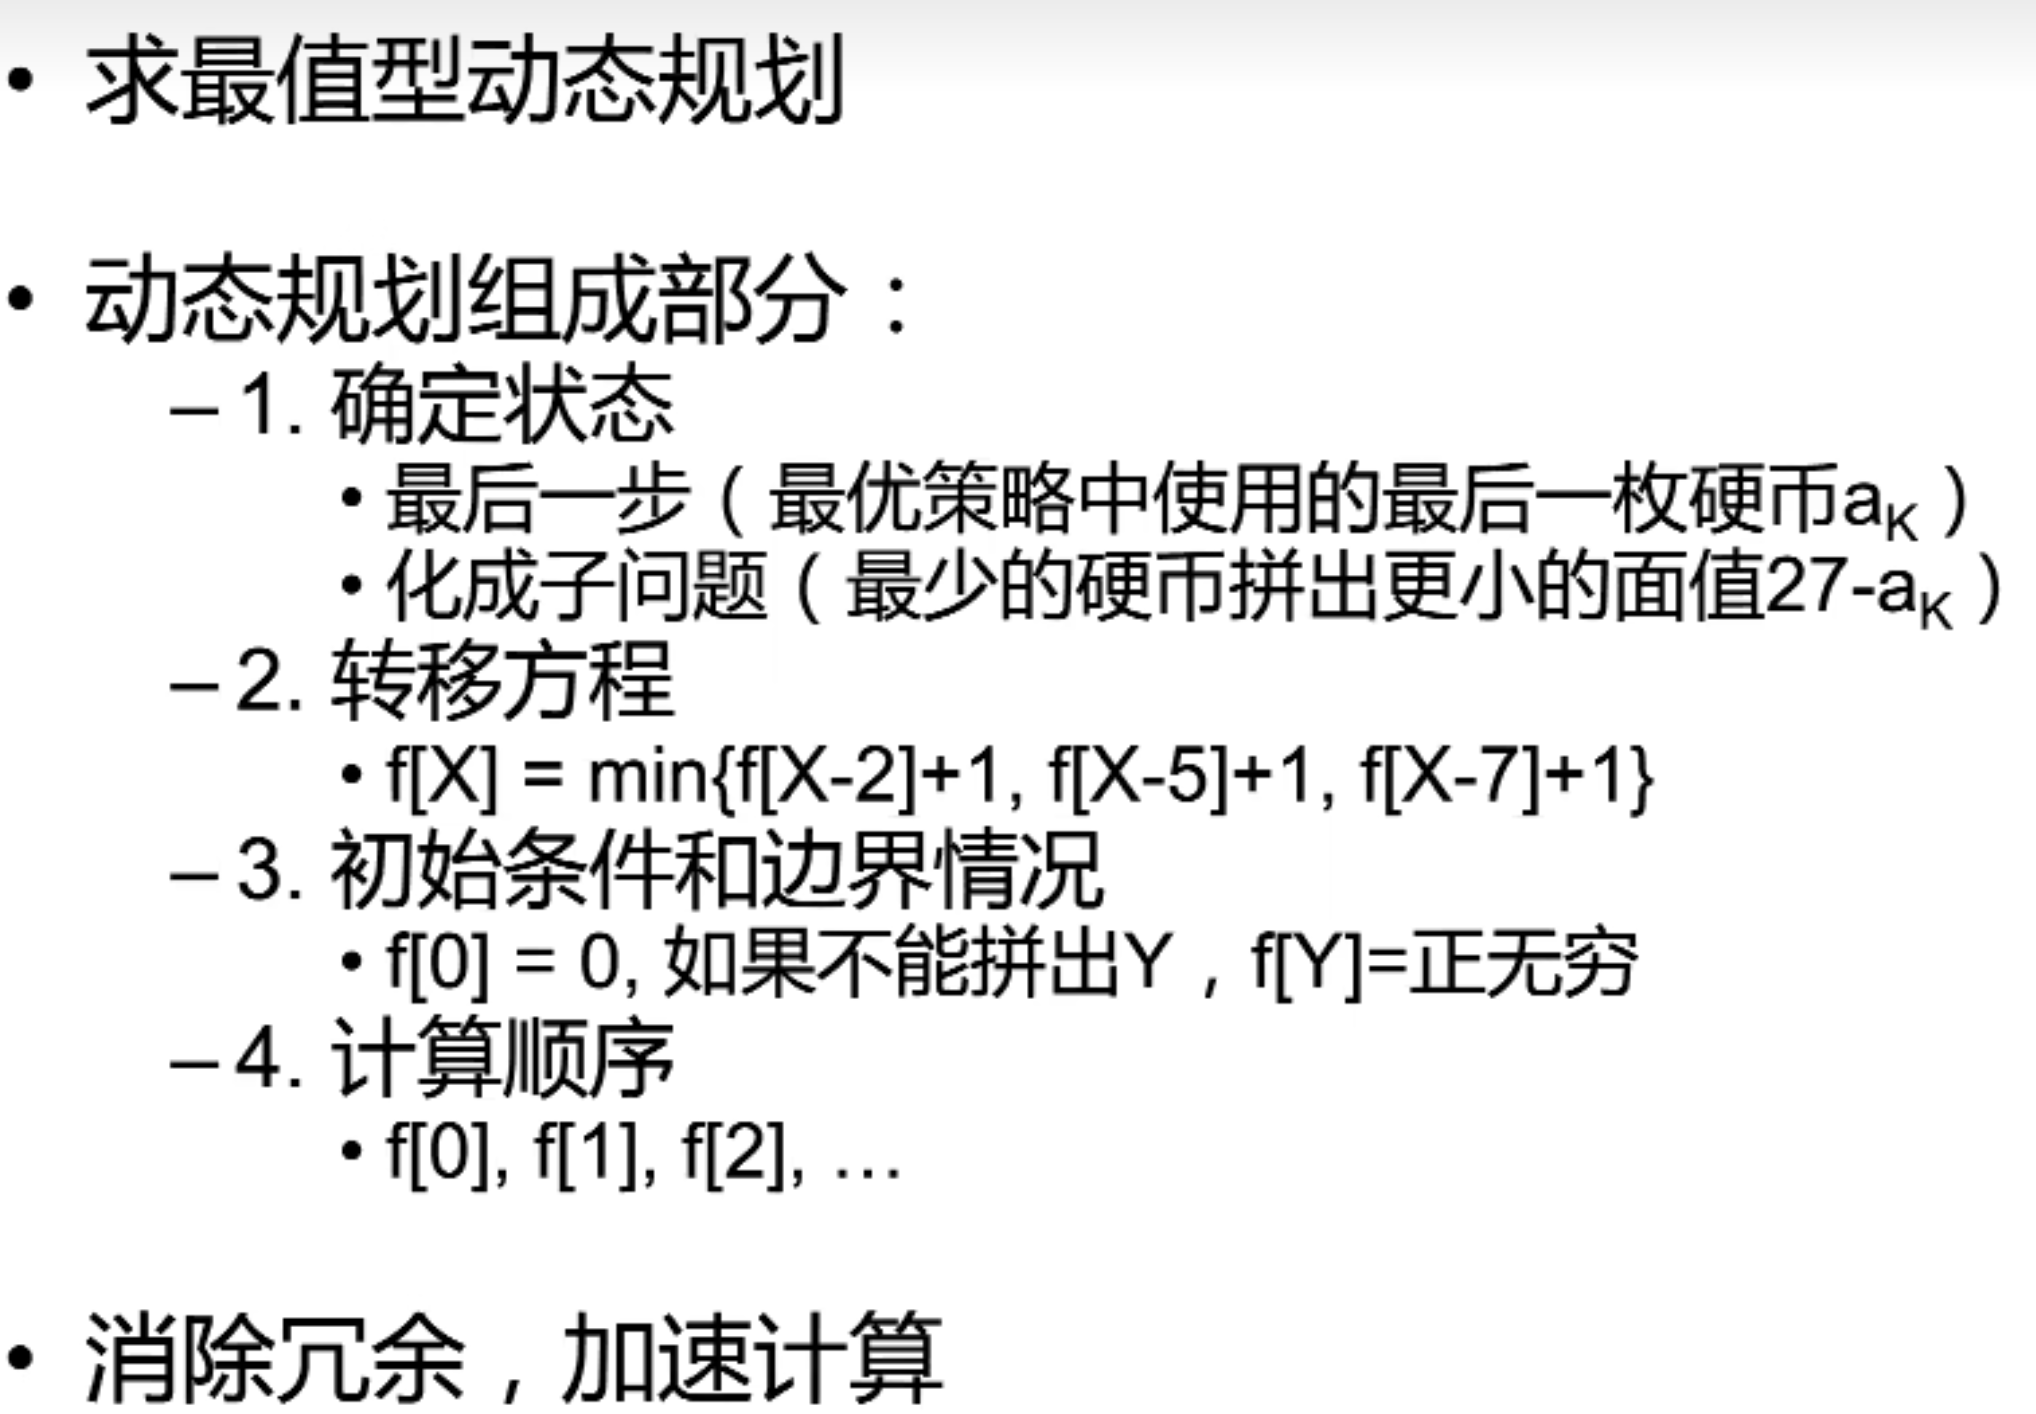 • 求最值型动态规划
• 动态规划组成部分：
– 1. 确定状态
• 最后一步（最优策略中使用的最后一枚硬币aK）
• 化成子问题（最少的硬币拼出更小的面值27-aK）
– 2. 转移方程
• f[X] = min{f[X-2]+1, f[X-5]+1, f[X-7]+1}
– 3. 初始条件和边界情况
• f[0] = 0, 如果不能拼出Y，f[Y]=正无穷
– 4. 计算顺序
• f[0], f[1], f[2], …
• 消除冗余，加速计算